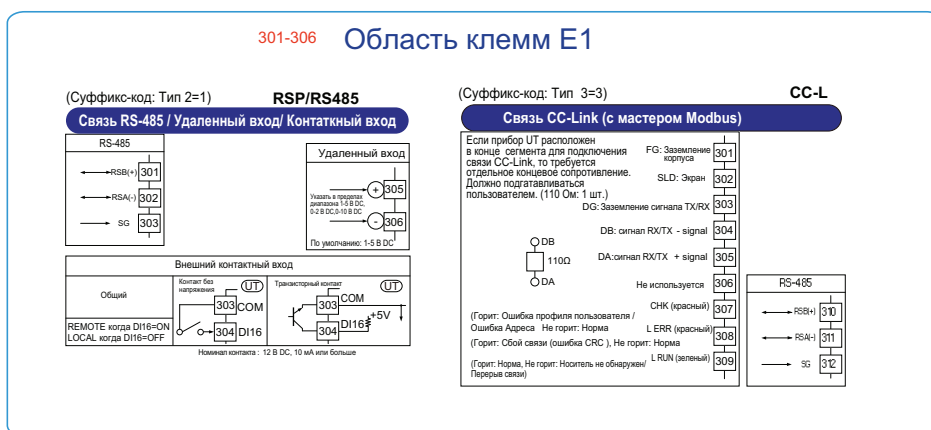 301-306 Область клемм E1
(Суффикс-код: Тип 2=1) RSP/RS485
Связь RS-485 / Удаленный вход/ Контаткный вход
RS-485
RSB(+) 301
RSA(-) 302
SG 303
Удаленный вход
Указать в пределах
диапазона 1-5 В DC,
0-2 В DC,0-10 В DC
+ 305
- 306
По умолчанию: 1-5 В DC
Внешний контактный вход
Общий
REMOTE когда DI16=ON
LOCAL когда DI16=OFF
Контакт без
напряжения
UT
303 COM
304 DI16
Транзисторный контакт
UT
303 COM
304 DI16 +5V
Номинал контакта : 12 В DC, 10 мА или больше
(Суффикс-код: Тип 3=3) CC-L
Связь CC-Link (с мастером Modbus)
Если прибор UT расположен
в конце сегмента для подключения
связи CC-Link, то требуется
отдельное концевое сопротивление.
Должно подгатавливаться
пользователем. (110 Ом: 1 шт.)
DB
110Ω
DA
FG: Заземление
корпуса 301
SLD: Экран 302
DG: Заземление сигнала TX/RX 303
DB: сигнал RX/TX - signal 304
DA:сигнал RX/TX + signal 305
Не используется 306
CHK (красный) 307
(Горит: Ошибка профиля пользователя /
Ошибка Адреса Не горит: Норма
L ERR (красный) 308
(Горит: Сбой связи (ошибка CRC ), Не горит: Норма
L RUN (зеленый) 309
(Горит: Норма, Не горит: Носитель не обнаружен/
Перерыв связи)
RS-485
RSB(+) 310
RSA(-) 311
SG 312